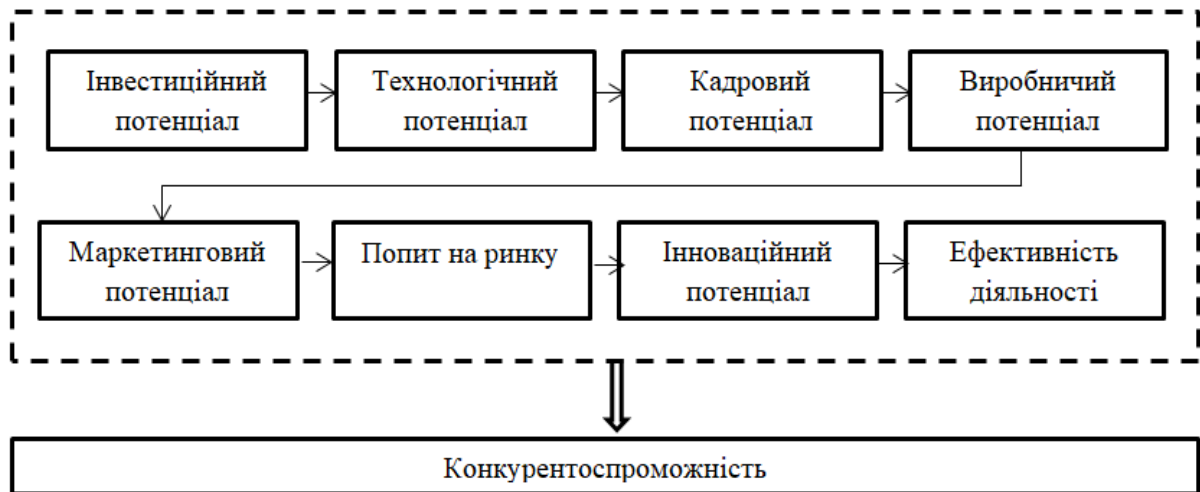 Інвестиційний
потенціал
Технологічний
потенціал
Кадровий
потенціал
Виробничий
потенціал
Маркетинговий
потенціал
Попит на ринку
Інноваційний
потенціал
Ефективність
діяльності
Конкурентоспроможність